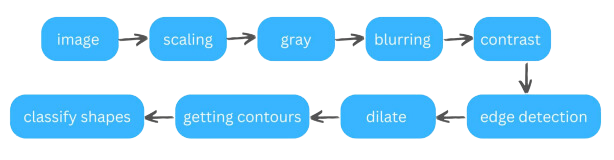 image
scaling
gray
blurring
contrast
edge detection
dilate
getting contours
classify shapes